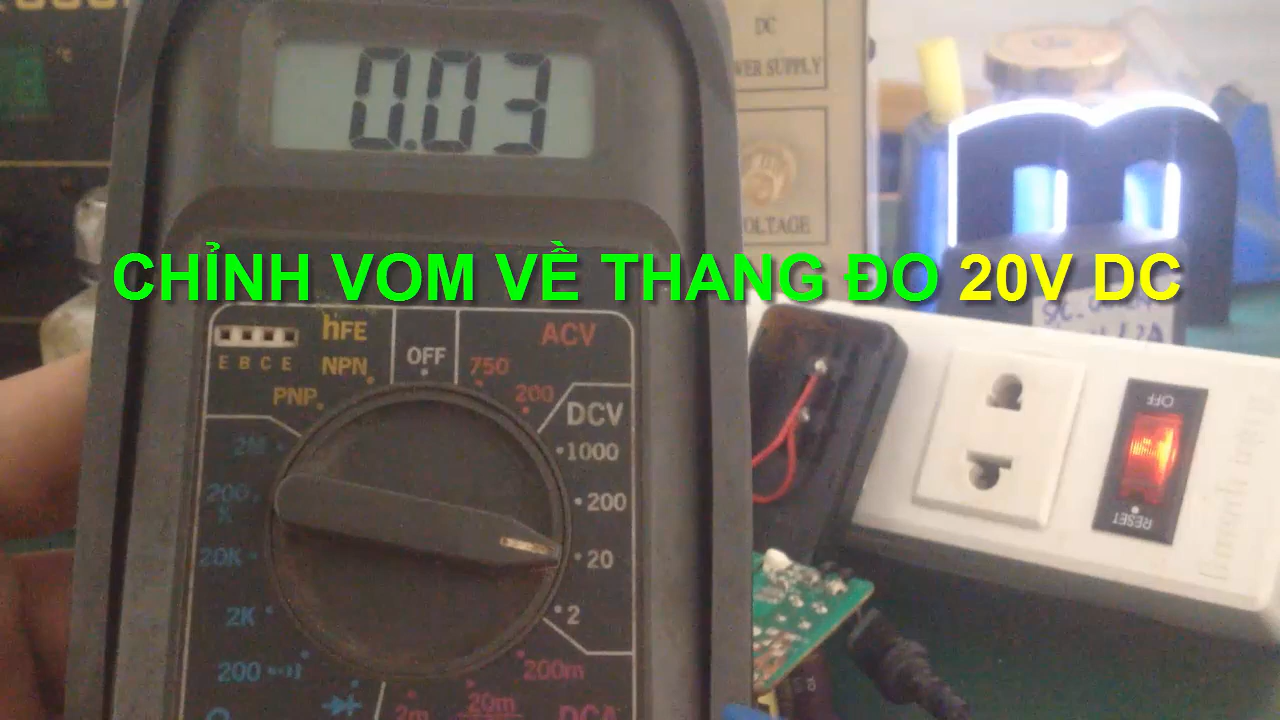 0.03
DC
POWER SUPPLY
VOLTAGE
CHỈNH VOM VỀ THANG ĐO 20V DC
hFE
E B C E
NPN
PNP
OFF
ACV
750
200
DCV
1000
200
20
2
2M
200
K
20K
2K
200
200m
20m
2m
DCA
Ω
OFF
RESET